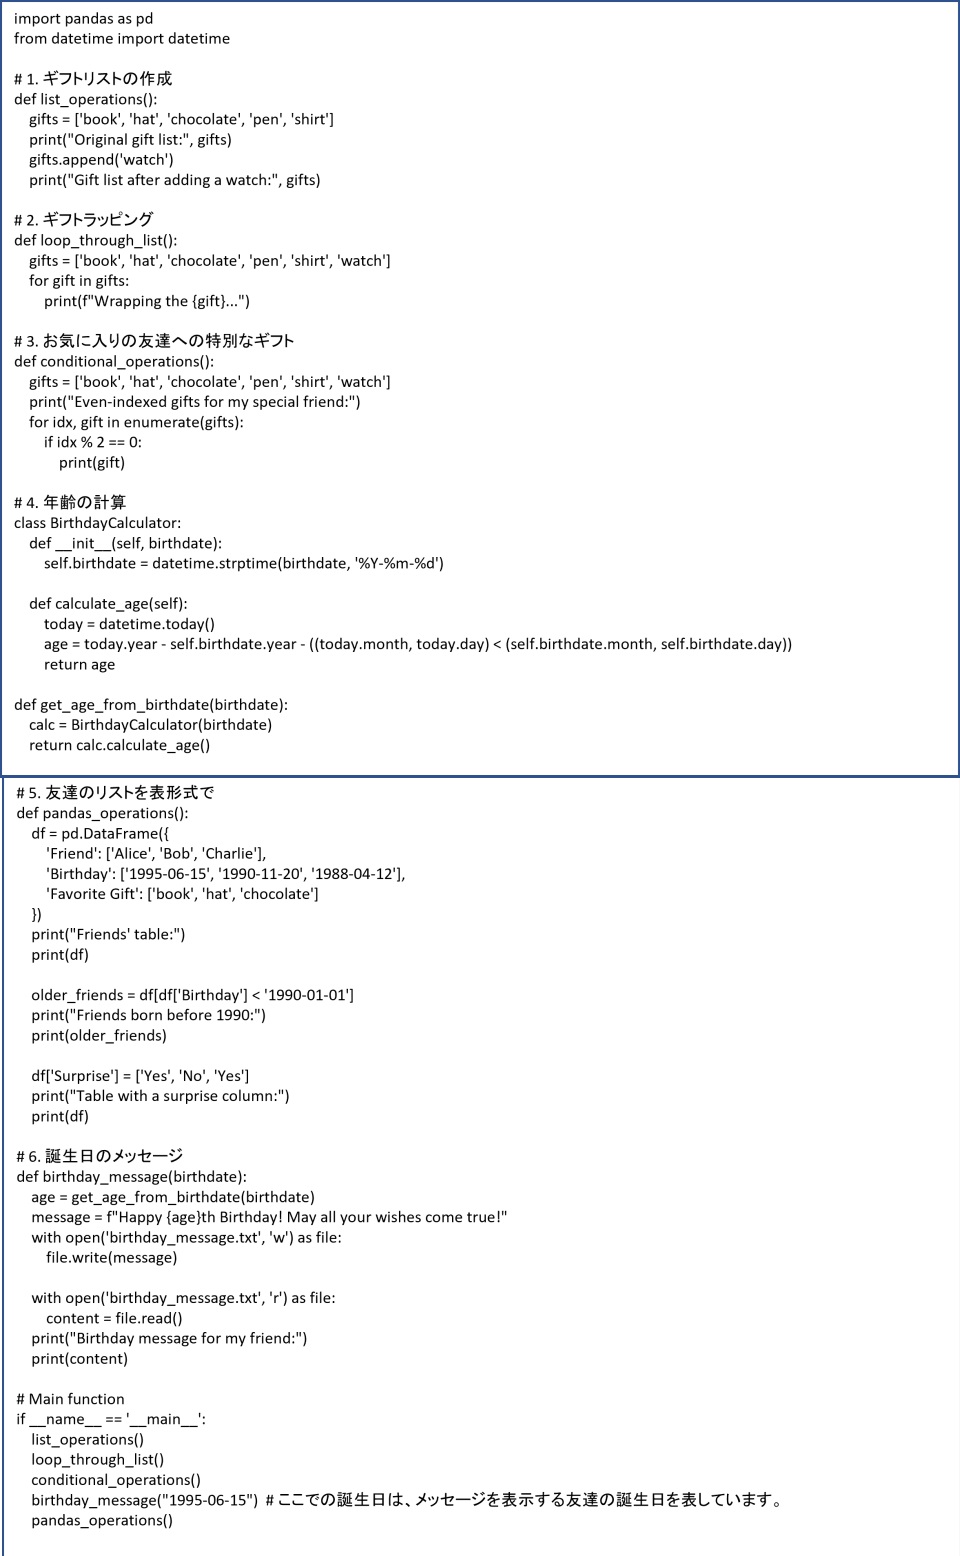 import pandas as pd
from datetime import datetime

# 1. ギフトリストの作成
def list_operations():
    gifts = ['book', 'hat', 'chocolate', 'pen', 'shirt']
    print("Original gift list:", gifts)
    gifts.append('watch')
    print("Gift list after adding a watch:", gifts)

# 2. ギフトラッピング
def loop_through_list():
    gifts = ['book', 'hat', 'chocolate', 'pen', 'shirt', 'watch']
    for gift in gifts:
        print(f"Wrapping the {gift}...")

# 3. お気に入りの友達への特別なギフト
def conditional_operations():
    gifts = ['book', 'hat', 'chocolate', 'pen', 'shirt', 'watch']
    print("Even-indexed gifts for my special friend:")
    for idx, gift in enumerate(gifts):
        if idx % 2 == 0:
            print(gift)

# 4. 年齢の計算
class BirthdayCalculator:
    def __init__(self, birthdate):
        self.birthdate = datetime.strptime(birthdate, '%Y-%m-%d')

    def calculate_age(self):
        today = datetime.today()
        age = today.year - self.birthdate.year - ((today.month, today.day) < (self.birthdate.month, self.birthdate.day))
        return age

def get_age_from_birthdate(birthdate):
    calc = BirthdayCalculator(birthdate)
    return calc.calculate_age()

# 5. 友達のリストを表形式で
def pandas_operations():
    df = pd.DataFrame({
        'Friend': ['Alice', 'Bob', 'Charlie'],
        'Birthday': ['1995-06-15', '1990-11-20', '1988-04-12'],
        'Favorite Gift': ['book', 'hat', 'chocolate']
    })
    print("Friends' table:")
    print(df)

    older_friends = df[df['Birthday'] < '1990-01-01']
    print("Friends born before 1990:")
    print(older_friends)

    df['Surprise'] = ['Yes', 'No', 'Yes']
    print("Table with a surprise column:")
    print(df)

# 6. 誕生日のメッセージ
def birthday_message(birthdate):
    age = get_age_from_birthdate(birthdate)
    message = f"Happy {age}th Birthday! May all your wishes come true!"
    with open('birthday_message.txt', 'w') as file:
        file.write(message)

    with open('birthday_message.txt', 'r') as file:
        content = file.read()
    print("Birthday message for my friend:")
    print(content)

# Main function
if __name__ == '__main__':
    list_operations()
    loop_through_list()
    conditional_operations()
    birthday_message("1995-06-15")  # ここでの誕生日は、メッセージを表示する友達の誕生日を表しています。
    pandas_operations()